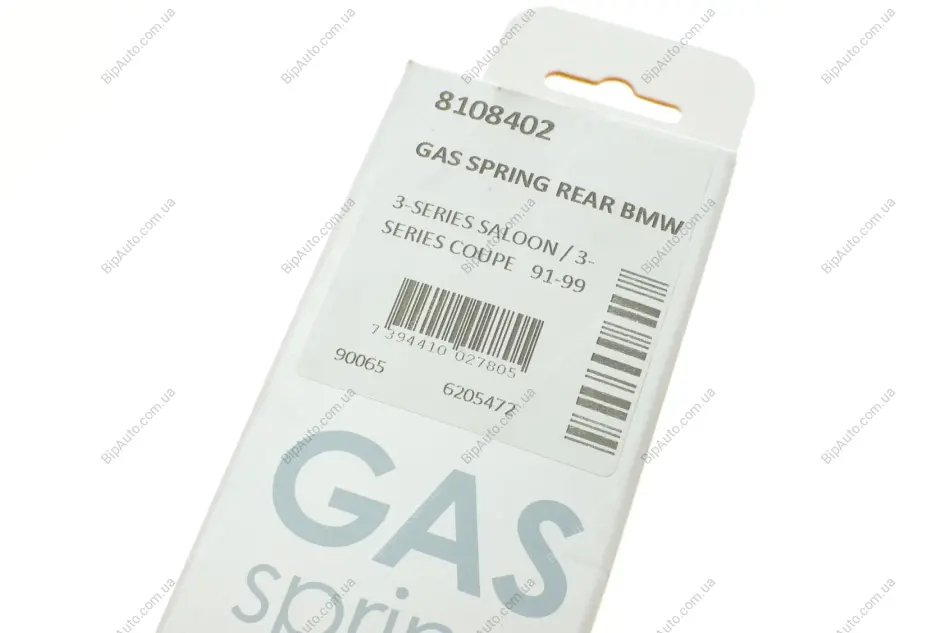 8108402
GAS SPRING REAR BMW
3-SERIES SALOON / 3-
SERIES COUPE 91-99
7 394410 027805
90065
6205472
GAS
BipAuto.com.ua